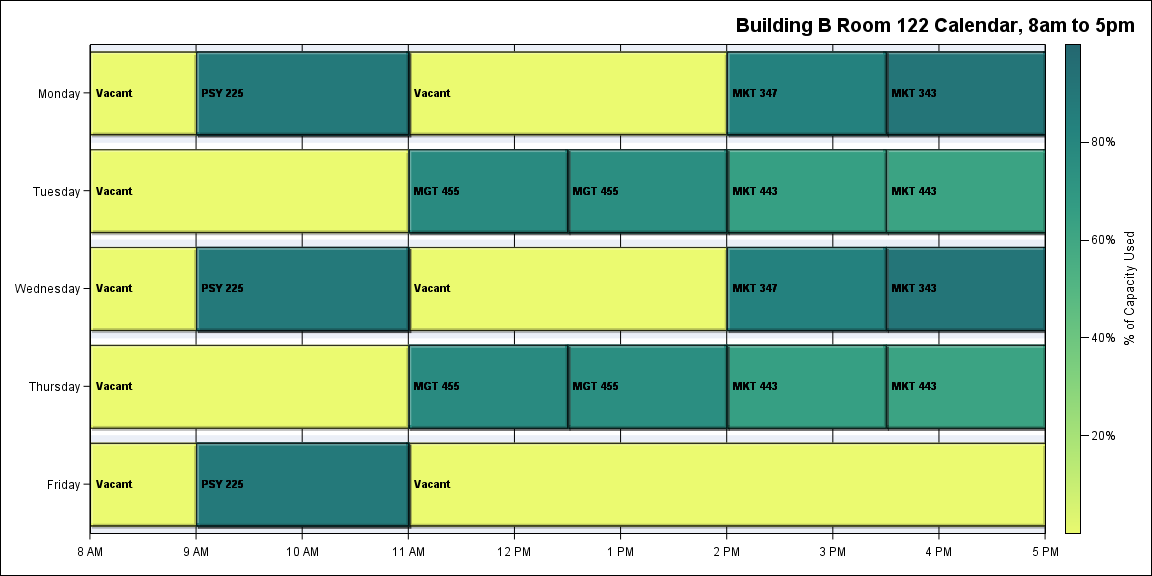 Building B Room 122 Calendar, 8am to 5pm
Monday
Vacant
PSY 225
Vacant
MKT 347
MKT 343
Tuesday
Vacant
MGT 455
MGT 455
MKT 443
MKT 443
Wednesday
Vacant
PSY 225
Vacant
MKT 347
MKT 343
Thursday
Vacant
MGT 455
MGT 455
MKT 443
MKT 443
Friday
Vacant
PSY 225
Vacant
8 AM
9 AM
10 AM
11 AM
12 PM
1 PM
2 PM
3 PM
4 PM
5 PM
80%
60%
40%
20%
% of Capacity Used